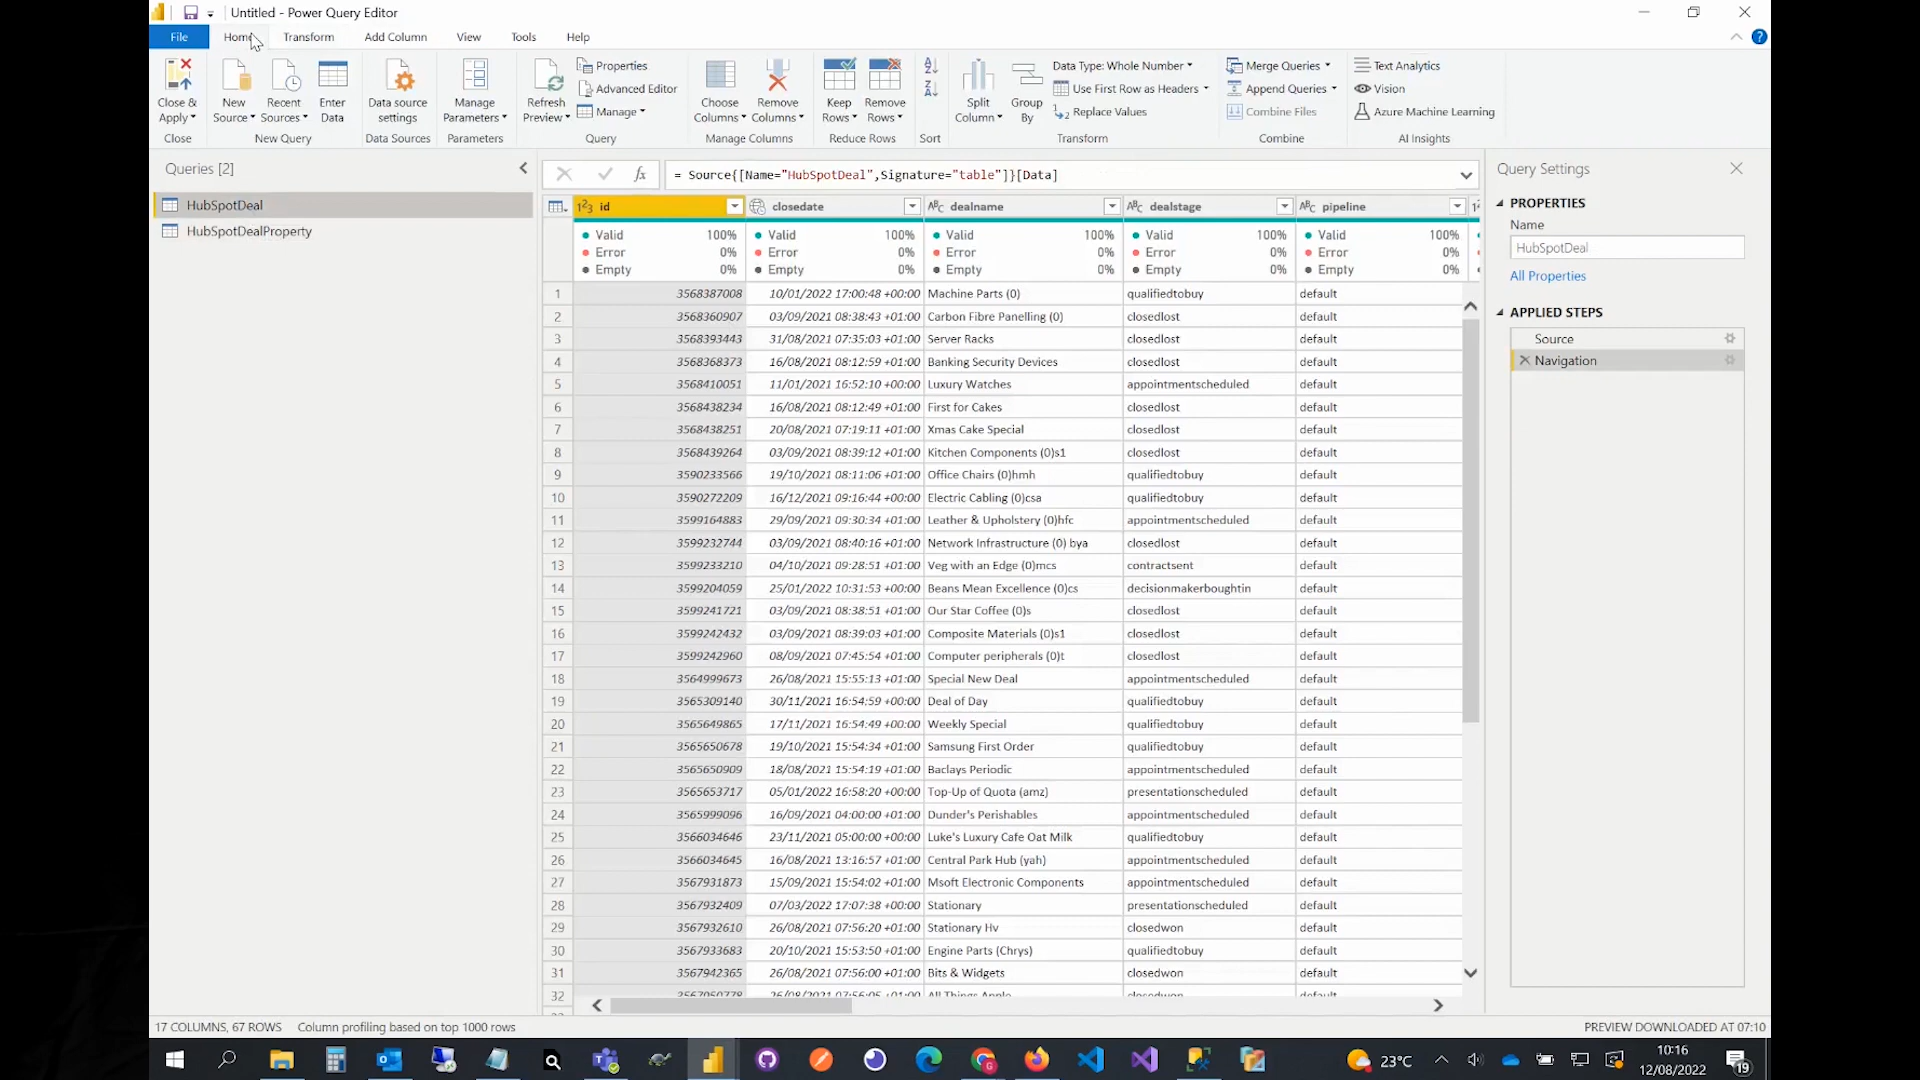 Untitled - Power Query Editor
File Home Transform Add Column View Tools Help
Close & Apply New Source Recent Sources Enter Data Data source settings Manage Parameters Refresh Preview Properties Advanced Editor Manage Choose Columns Remove Columns Keep Rows Remove Rows Split Column Group By Data Type: Whole Number Use First Row as Headers Replace Values Merge Queries Append Queries Combine Files Text Analytics Vision Azure Machine Learning
Close New Query Data Sources Parameters Query Manage Columns Reduce Rows Sort Transform Combine AI Insights
Queries [2]
HubSpotDeal
HubSpotDealProperty
= Source{[Name="HubSpotDeal",Signature="table"]}[Data]
id closedate dealname dealstage pipeline
Valid 100% Valid 100% Valid 100% Valid 100% Valid 100%
Error 0% Error 0% Error 0% Error 0% Error 0%
Empty 0% Empty 0% Empty 0% Empty 0% Empty 0%
1 3568387008 10/01/2022 17:00:48 +00:00 Machine Parts (0) qualifiedtobuy default
2 3568360907 03/09/2021 08:38:43 +01:00 Carbon Fibre Panelling (0) closedlost default
3 3568393443 31/08/2021 07:35:03 +01:00 Server Racks closedlost default
4 3568368373 16/08/2021 08:12:59 +01:00 Banking Security Devices closedlost default
5 3568410051 11/01/2021 16:52:10 +00:00 Luxury Watches appointmentscheduled default
6 3568438234 16/08/2021 08:12:49 +01:00 First for Cakes closedlost default
7 3568438251 20/08/2021 07:19:11 +01:00 Xmas Cake Special closedlost default
8 3568439264 03/09/2021 08:39:12 +01:00 Kitchen Components (0)s1 closedlost default
9 3590233566 19/10/2021 08:11:06 +01:00 Office Chairs (0)hmh qualifiedtobuy default
10 3590272209 16/12/2021 09:16:44 +00:00 Electric Cabling (0)csa qualifiedtobuy default
11 3599164883 29/09/2021 09:30:34 +01:00 Leather & Upholstery (0)hfc appointmentscheduled default
12 3599232744 03/09/2021 08:40:16 +01:00 Network Infrastructure (0) bya closedlost default
13 3599233210 04/10/2021 09:28:51 +01:00 Veg with an Edge (0)mcs contractsent default
14 3599204059 25/01/2022 10:31:53 +00:00 Beans Mean Excellence (0)cs decisionmakerboughtin default
15 3599241721 03/09/2021 08:38:51 +01:00 Our Star Coffee (0)s closedlost default
16 3599242432 03/09/2021 08:39:03 +01:00 Composite Materials (0)s1 closedlost default
17 3599242960 08/09/2021 07:45:54 +01:00 Computer peripherals (0)t closedlost default
18 3564999673 26/08/2021 15:55:13 +01:00 Special New Deal appointmentscheduled default
19 3565309140 30/11/2021 16:54:59 +00:00 Deal of Day qualifiedtobuy default
20 3565649865 17/11/2021 16:54:49 +00:00 Weekly Special qualifiedtobuy default
21 3565650678 19/10/2021 15:54:34 +01:00 Samsung First Order qualifiedtobuy default
22 3565650909 18/08/2021 15:54:19 +01:00 Baclays Periodic appointmentscheduled default
23 3565653717 05/01/2022 16:58:20 +00:00 Top-Up of Quota (amz) presentationscheduled default
24 3565999096 16/09/2021 04:00:00 +01:00 Dunder's Perishables appointmentscheduled default
25 3566034646 23/11/2021 05:00:00 +00:00 Luke's Luxury Cafe Oat Milk qualifiedtobuy default
26 3566034645 16/08/2021 13:16:57 +01:00 Central Park Hub (yah) appointmentscheduled default
27 3567931873 15/09/2021 15:54:02 +01:00 Msoft Electronic Components appointmentscheduled default
28 3567932409 07/03/2022 17:07:38 +00:00 Stationary presentationscheduled default
29 3567932610 26/08/2021 07:56:20 +01:00 Stationary Hv closedwon default
30 3567933683 20/10/2021 15:53:50 +01:00 Engine Parts (Chrys) qualifiedtobuy default
31 3567942365 26/08/2021 07:56:00 +01:00 Bits & Widgets closedwon default
32
Query Settings
PROPERTIES
Name
HubSpotDeal
All Properties
APPLIED STEPS
Source
Navigation
17 COLUMNS, 67 ROWS Column profiling based on top 1000 rows PREVIEW DOWNLOADED AT 07:10
23°C 10:16
12/08/2022 19